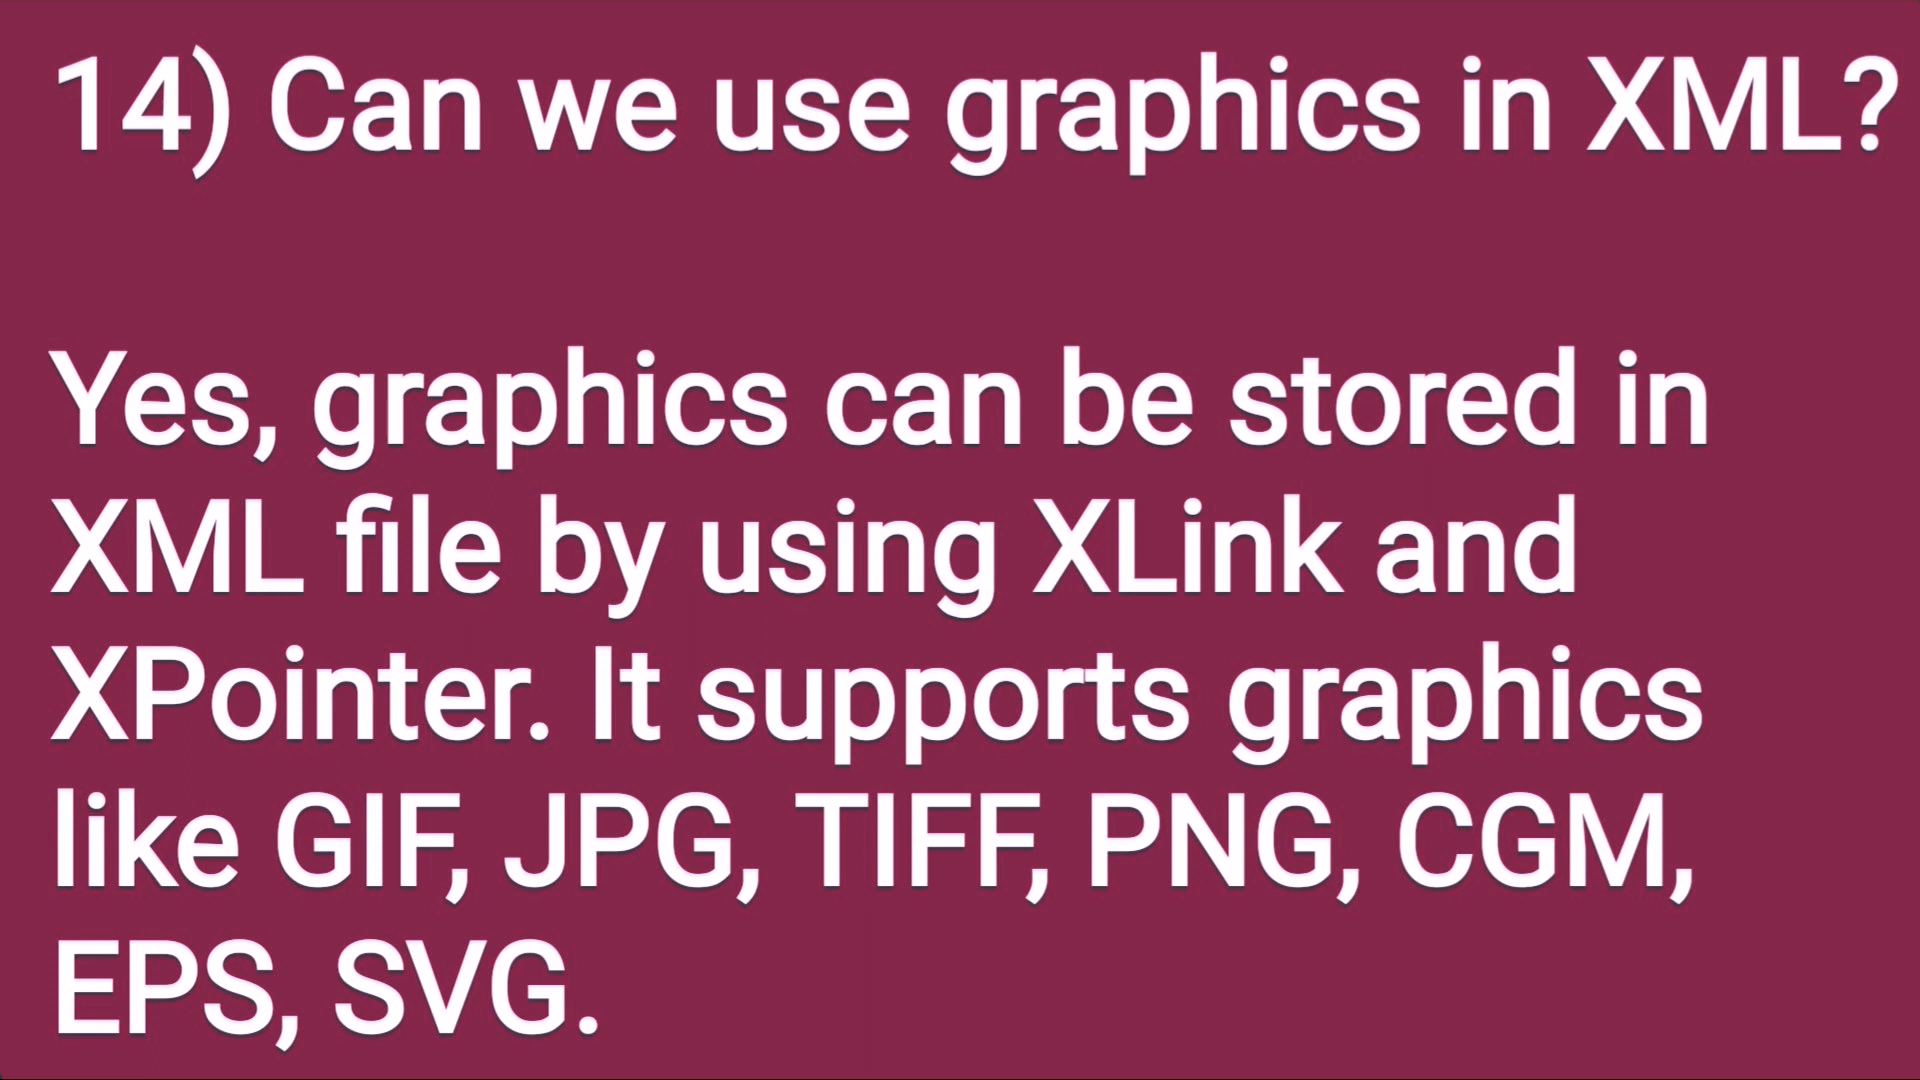 14) Can we use graphics in XML?
Yes, graphics can be stored in
XML file by using XLink and
XPointer. It supports graphics
like GIF, JPG, TIFF, PNG, CGM,
EPS, SVG.